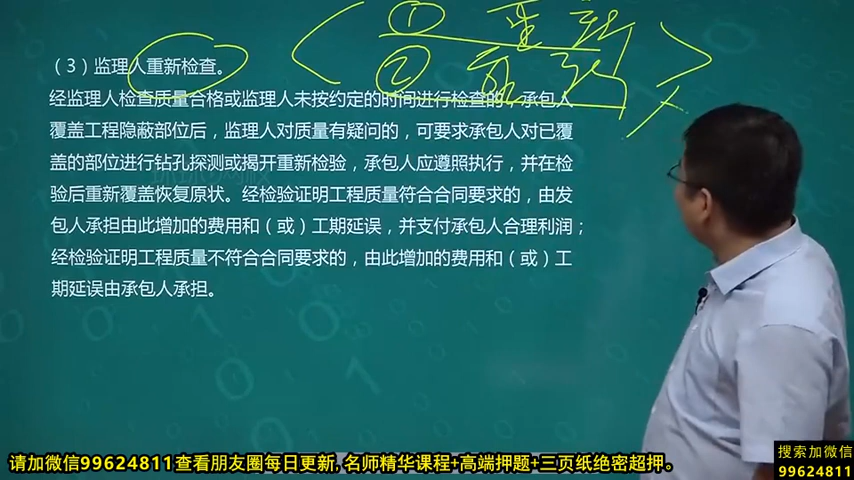 ① 重新
②
（3）监理人重新检查。
经监理人检查质量合格或监理人未按约定的时间进行检查的，承包人
覆盖工程隐蔽部位后，监理人对质量有疑问的，可要求承包人对已覆
盖的部位进行钻孔探测或揭开重新检验，承包人应遵照执行，并在检
验后重新覆盖恢复原状。经检验证明工程质量符合合同要求的，由发
包人承担由此增加的费用和（或）工期延误，并支付承包人合理利润；
经检验证明工程质量不符合合同要求的，由此增加的费用和（或）工
期延误由承包人承担。
请加微信99624811查看朋友圈每日更新,名师精华课程+高端押题+三页纸绝密超押。
搜索加微信
99624811